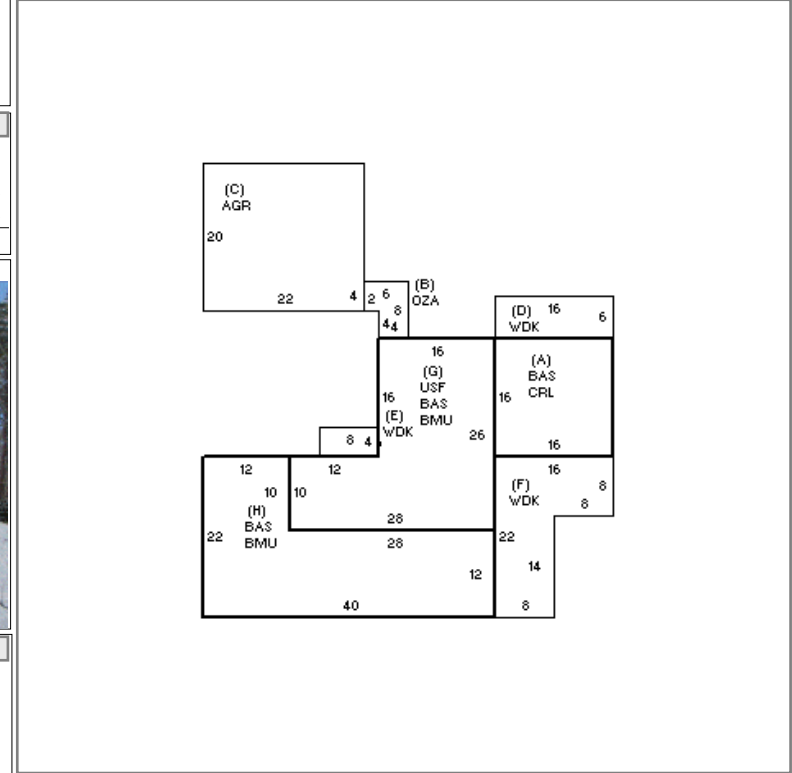 (C)
AGR
20
22
4
2
6
(B)
OZA
8
4
4
(D)
WDK
16
6
16
(G)
USF
BAS
BMU
16
(E)
WDK
26
(A)
BAS
CRL
16
16
8
4
12
12
10
10
(H)
BAS
BMU
22
28
28
12
40
16
(F)
WDK
8
8
22
14
8